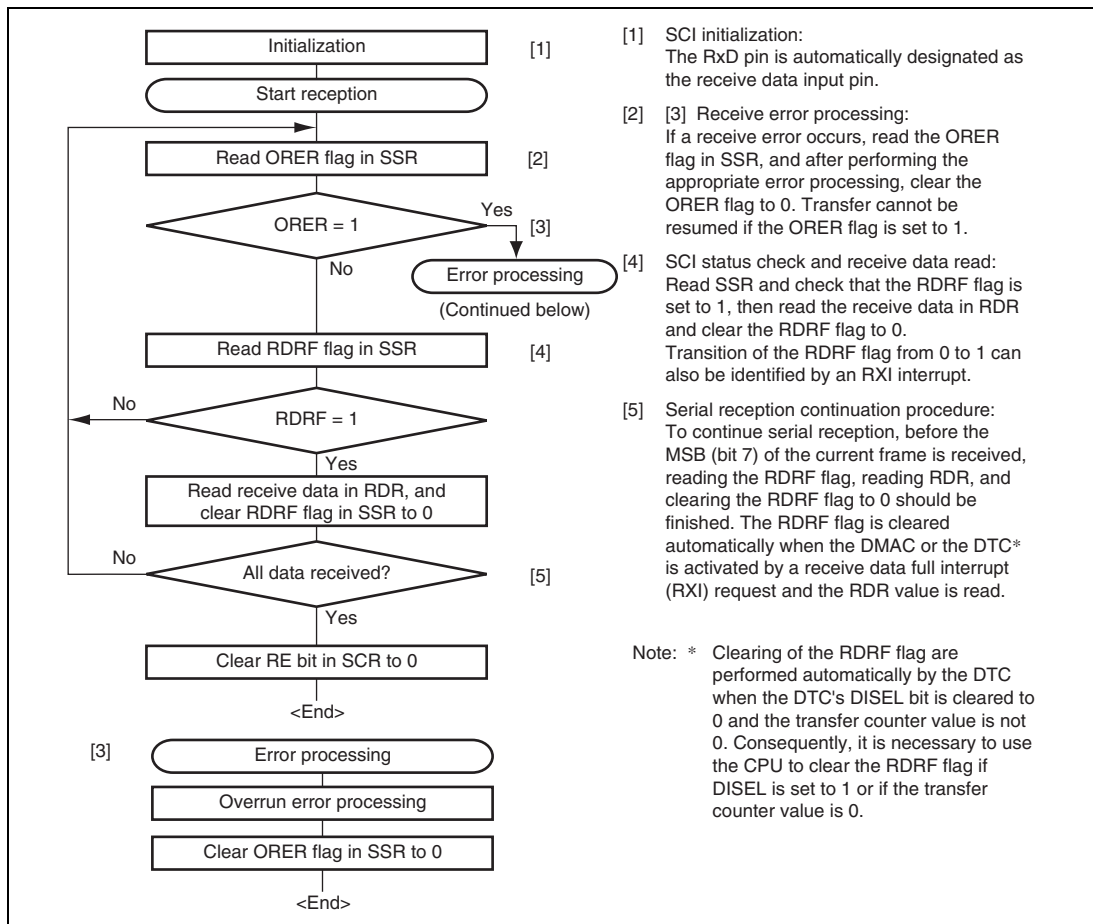 Initialization
[1]
Start reception
Read ORER flag in SSR
[2]
ORER = 1
Yes
[3]
No
Error processing
(Continued below)
Read RDRF flag in SSR
[4]
No
RDRF = 1
Yes
Read receive data in RDR, and
clear RDRF flag in SSR to 0
No
All data received?
[5]
Yes
Clear RE bit in SCR to 0
<End>
[3]
Error processing
Overrun error processing
Clear ORER flag in SSR to 0
<End>
[1] SCI initialization:
The RxD pin is automatically designated as
the receive data input pin.
[2] [3] Receive error processing:
If a receive error occurs, read the ORER
flag in SSR, and after performing the
appropriate error processing, clear the
ORER flag to 0. Transfer cannot be
resumed if the ORER flag is set to 1.
[4] SCI status check and receive data read:
Read SSR and check that the RDRF flag is
set to 1, then read the receive data in RDR
and clear the RDRF flag to 0.
Transition of the RDRF flag from 0 to 1 can
also be identified by an RXI interrupt.
[5] Serial reception continuation procedure:
To continue serial reception, before the
MSB (bit 7) of the current frame is received,
reading the RDRF flag, reading RDR, and
clearing the RDRF flag to 0 should be
finished. The RDRF flag is cleared
automatically when the DMAC or the DTC*
is activated by a receive data full interrupt
(RXI) request and the RDR value is read.
Note: * Clearing of the RDRF flag are
performed automatically by the DTC
when the DTC's DISEL bit is cleared to
0 and the transfer counter value is not
0. Consequently, it is necessary to use
the CPU to clear the RDRF flag if
DISEL is set to 1 or if the transfer
counter value is 0.